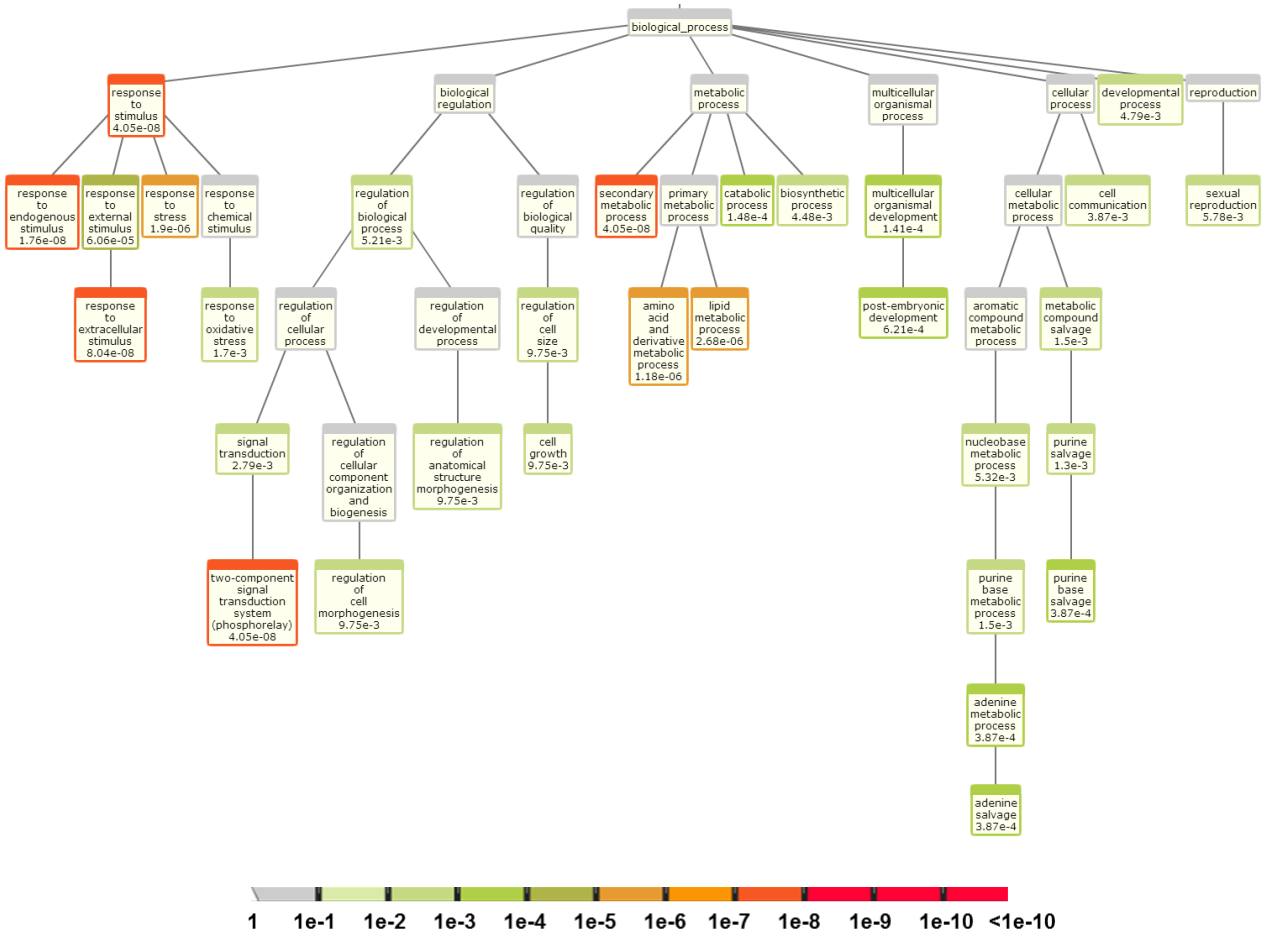 biological_process
response
to
stimulus
4.05e-08
biological
regulation
metabolic
process
multicellular
organismal
process
cellular
process
developmental
process
4.79e-3
reproduction
response
to
endogenous
stimulus
1.76e-08
response
to
external
stimulus
6.06e-05
response
to
stress
1.9e-06
response
to
chemical
stimulus
regulation
of
biological
process
5.21e-3
regulation
of
biological
quality
secondary
metabolic
process
4.05e-08
primary
metabolic
process
catabolic
process
1.48e-4
biosynthetic
process
4.48e-3
multicellular
organismal
development
1.41e-4
cellular
metabolic
process
cell
communication
3.87e-3
sexual
reproduction
5.78e-3
response
to
extracellular
stimulus
8.04e-08
response
to
oxidative
stress
1.7e-3
regulation
of
cellular
process
regulation
of
developmental
process
regulation
of
cell
size
9.75e-3
amino
acid
and
derivative
metabolic
process
1.18e-06
lipid
metabolic
process
2.68e-06
post-embryonic
development
6.21e-4
aromatic
compound
metabolic
process
metabolic
compound
salvage
1.5e-3
signal
transduction
2.79e-3
regulation
of
cellular
component
organization
and
biogenesis
regulation
of
anatomical
structure
morphogenesis
9.75e-3
cell
growth
9.75e-3
nucleobase
metabolic
process
5.32e-3
purine
salvage
1.3e-3
two-component
signal
transduction
system
(phosphorelay)
4.05e-08
regulation
of
cell
morphogenesis
9.75e-3
purine
base
metabolic
process
1.5e-3
purine
base
salvage
3.87e-4
adenine
metabolic
process
3.87e-4
adenine
salvage
3.87e-4
1 1e-1 1e-2 1e-3 1e-4 1e-5 1e-6 1e-7 1e-8 1e-9 1e-10 <1e-10